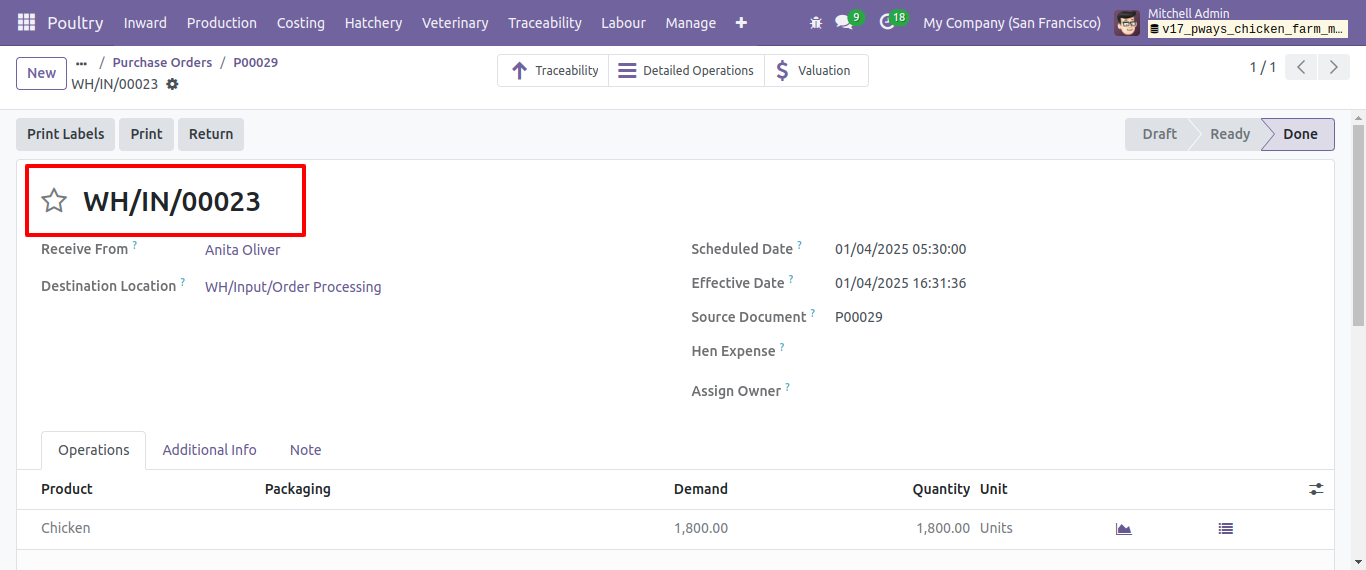 Poultry Inward Production Costing Hatchery Veterinary Traceability Labour Manage 9 18 My Company (San Francisco) Mitchell Admin
v17_pways_chicken_farm_m...
New ... / Purchase Orders / P00029
WH/IN/00023
Traceability Detailed Operations Valuation
1 / 1
Print Labels Print Return Draft Ready Done
WH/IN/00023
Receive From ? Anita Oliver Scheduled Date ? 01/04/2025 05:30:00
Destination Location ? WH/Input/Order Processing Effective Date ? 01/04/2025 16:31:36
Source Document ? P00029
Hen Expense ?
Assign Owner ?
Operations Additional Info Note
Product Packaging Demand Quantity Unit
Chicken 1,800.00 1,800.00 Units